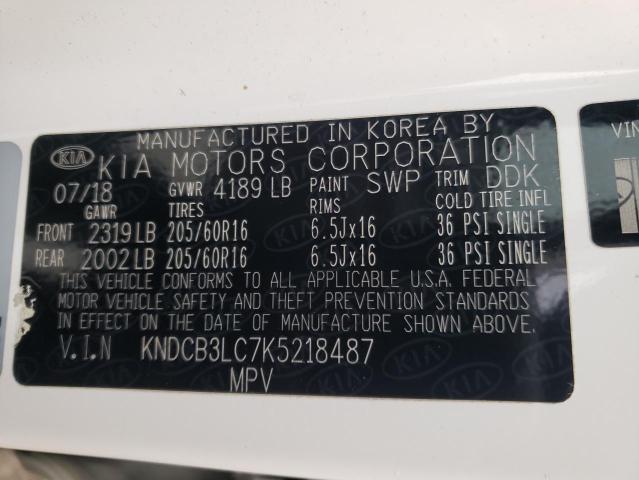 MANUFACTURED IN KOREA BY
KIA KIA MOTORS CORPORATION
07/18 GVWR 4189 LB PAINT SWP TRIM DDK
GAWR TIRES RIMS COLD TIRE INFL
FRONT 2319 LB 205/60R16 6.5Jx16 36 PSI SINGLE
REAR 2002 LB 205/60R16 6.5Jx16 36 PSI SINGLE
THIS VEHICLE CONFORMS TO ALL APPLICABLE U.S.A. FEDERAL
MOTOR VEHICLE SAFETY AND THEFT PREVENTION STANDARDS
IN EFFECT ON THE DATE OF MANUFACTURE SHOWN ABOVE.
V.I.N KNDCB3LC7K5218487
MPV
VIN